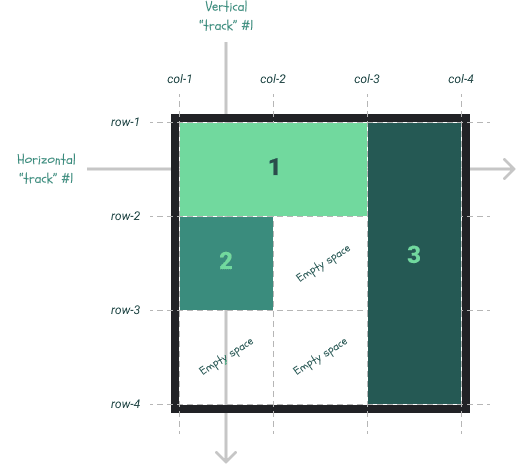 Vertical
"track" #1
col-1 col-2 col-3 col-4
row-1
1
Horizontal
"track" #1
row-2
2
Empty space
3
row-3
Empty space
Empty space
row-4